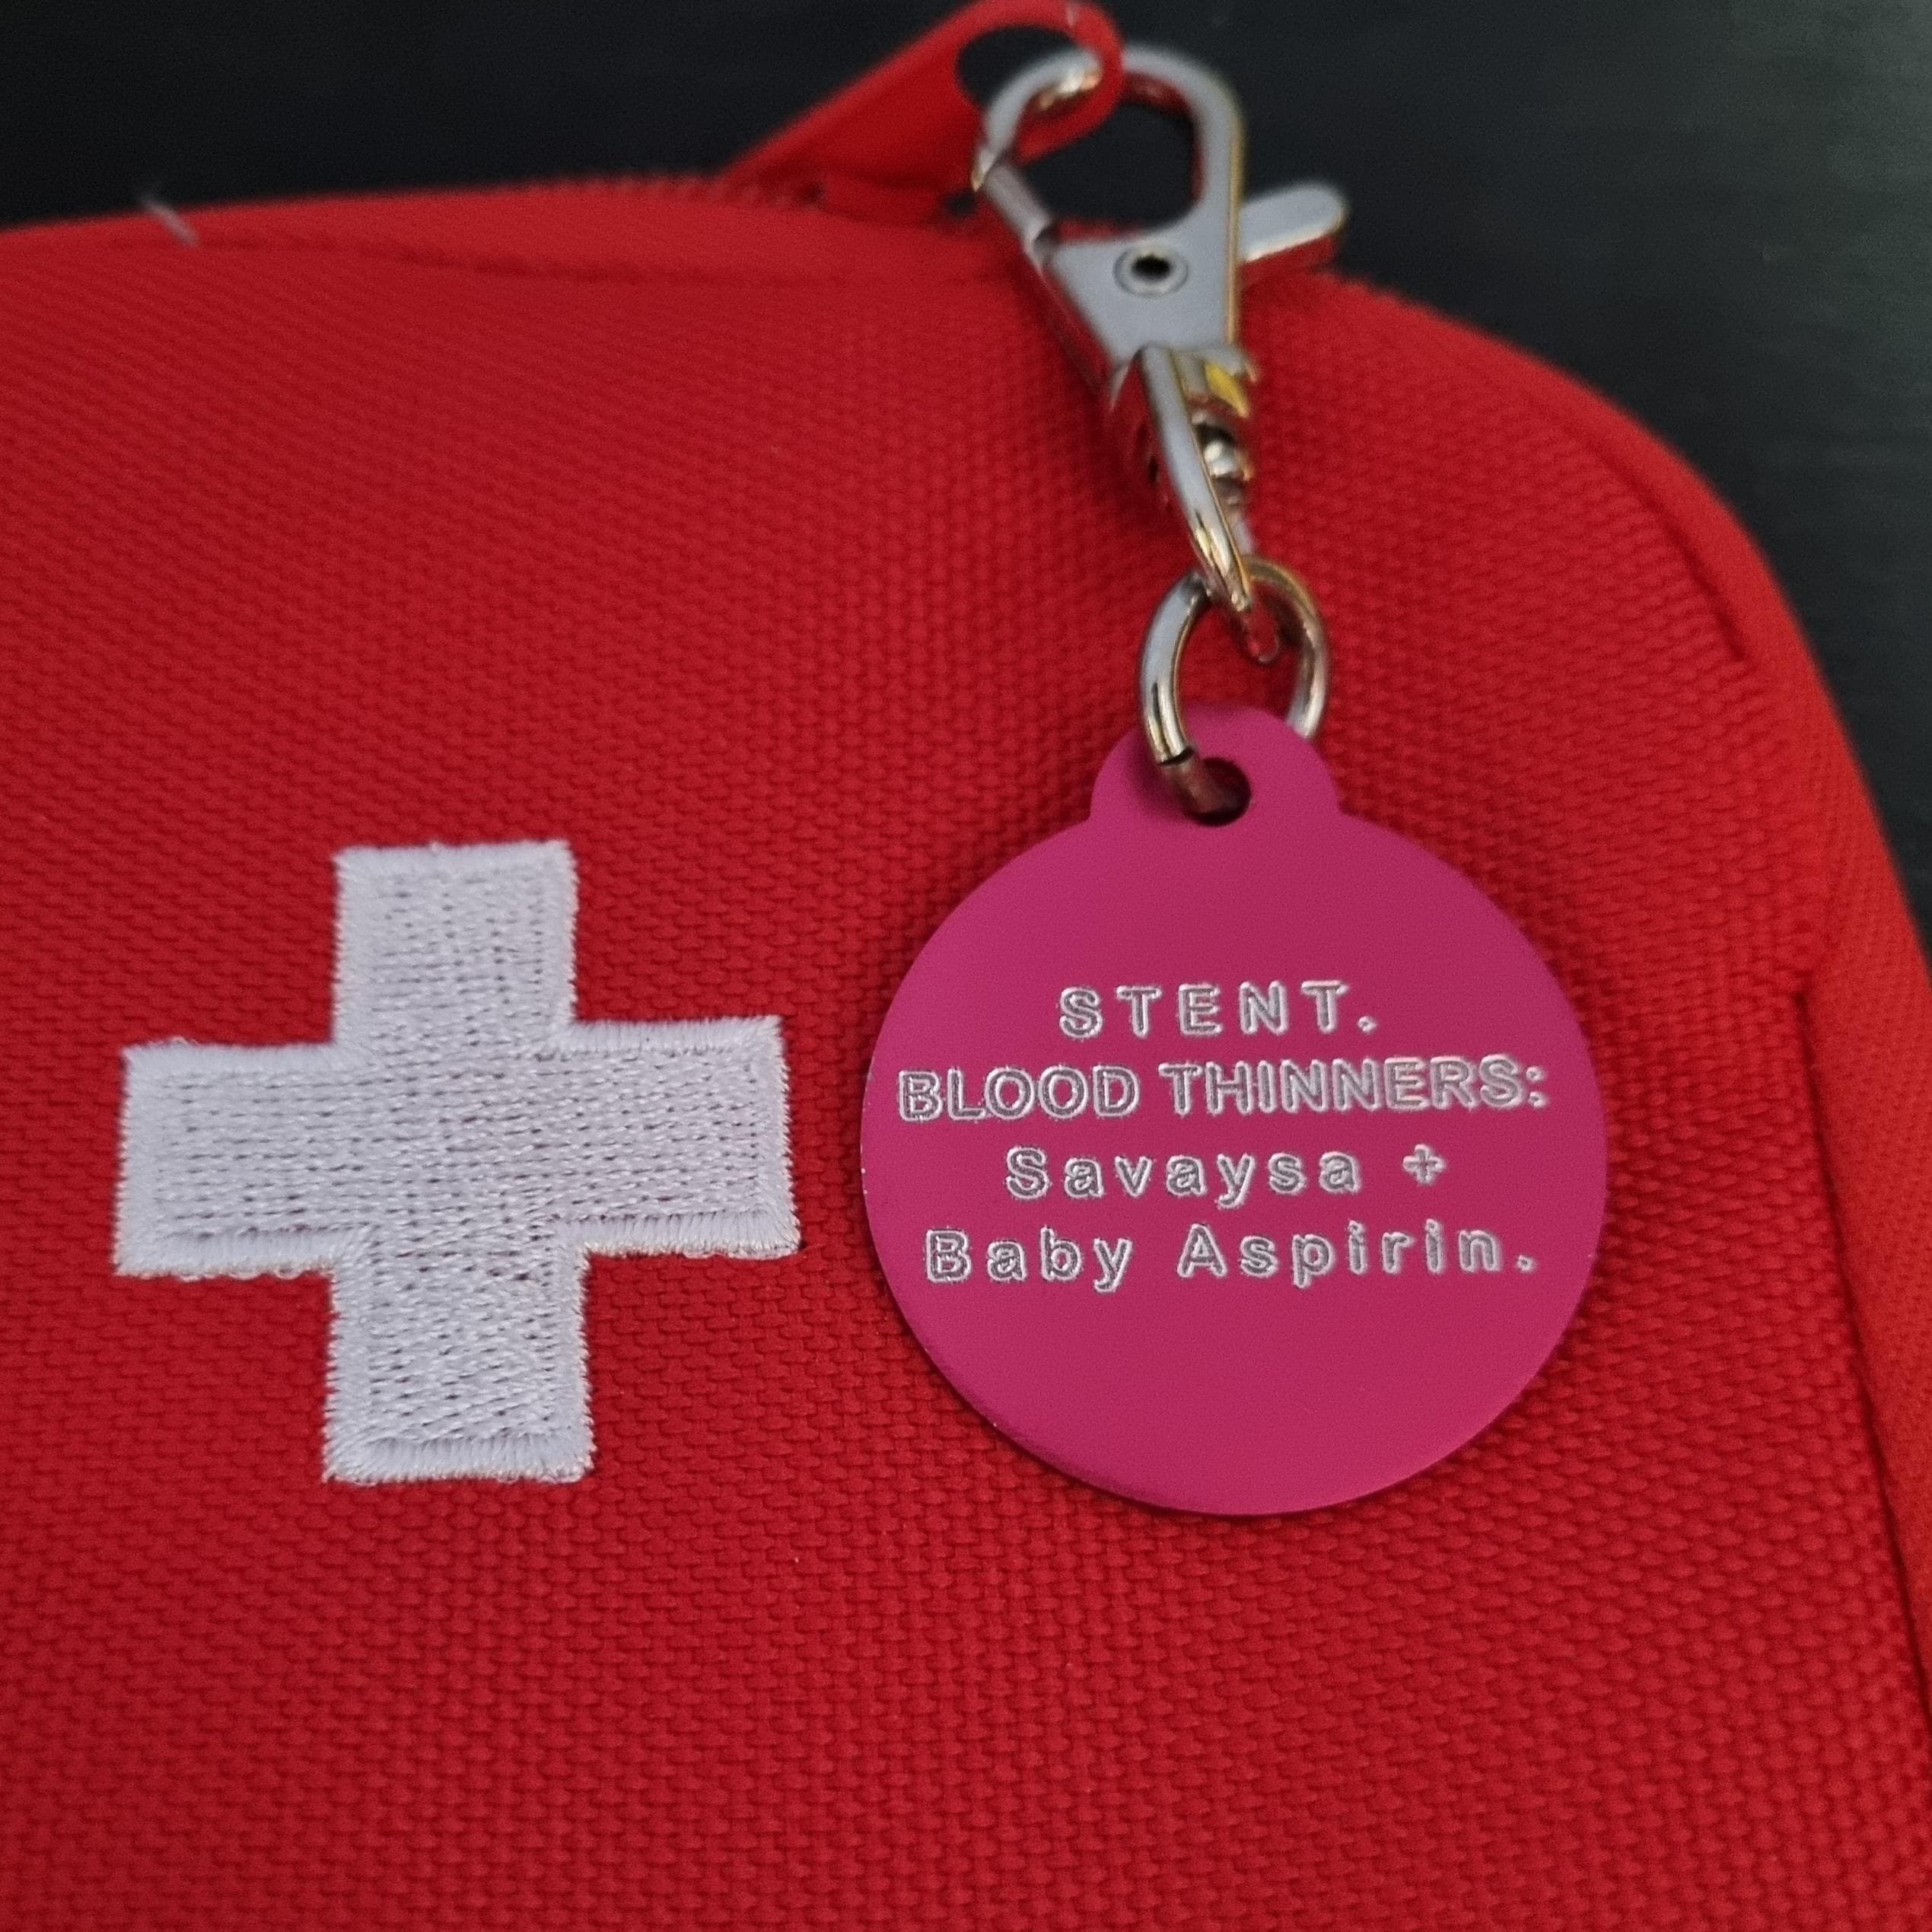 STENT.
BLOOD THINNERS:
Savaysa +
Baby Aspirin.